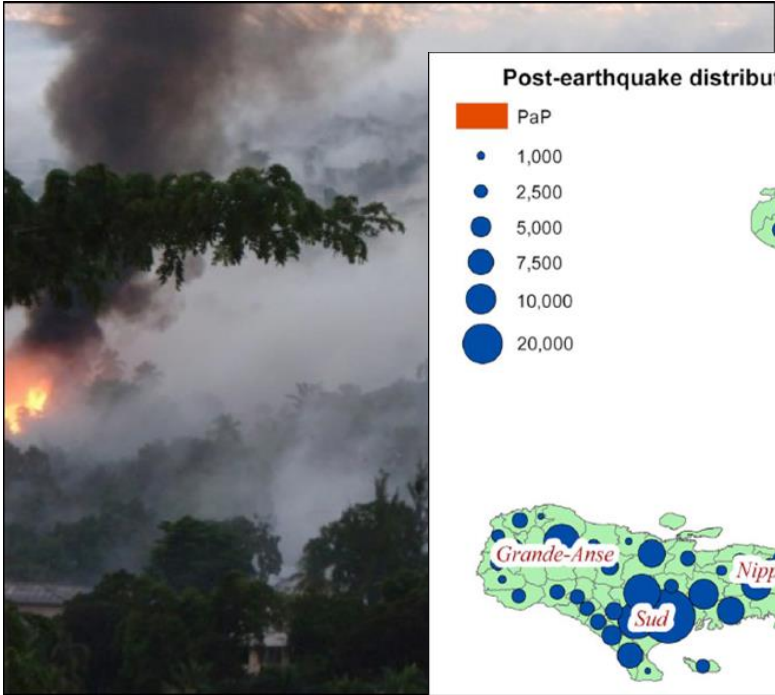 Post-earthquake distribu
PaP
1,000
2,500
5,000
7,500
10,000
20,000
Grande-Anse
Nipp
Sud